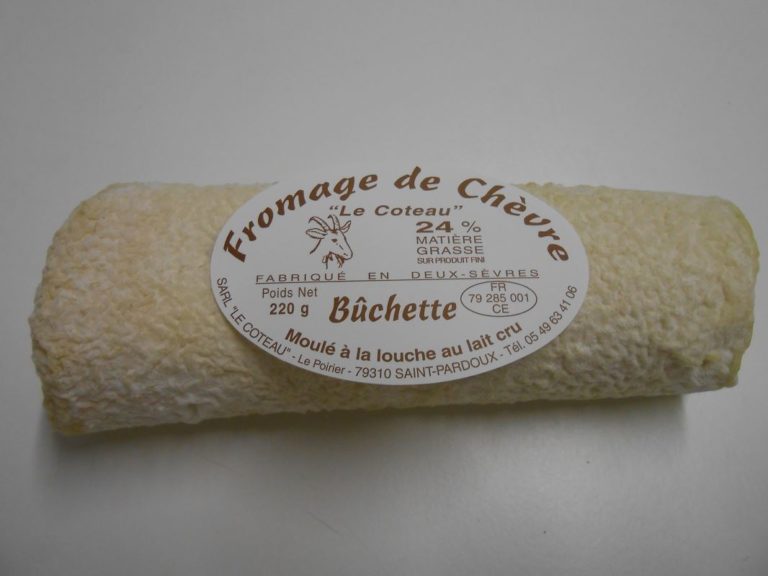 Fromage de Chèvre
"Le Coteau"
24 %
MATIÈRE
GRASSE
SUR PRODUIT FINI
FABRIQUÉ EN DEUX-SÈVRES
Poids Net
220 g
Bûchette
FR
79 285 001
CE
Moulé à la louche au lait cru
SARL "LE COTEAU" - Le Poirier - 79310 SAINT-PARDOUX - Tél. 05 49 63 41 06